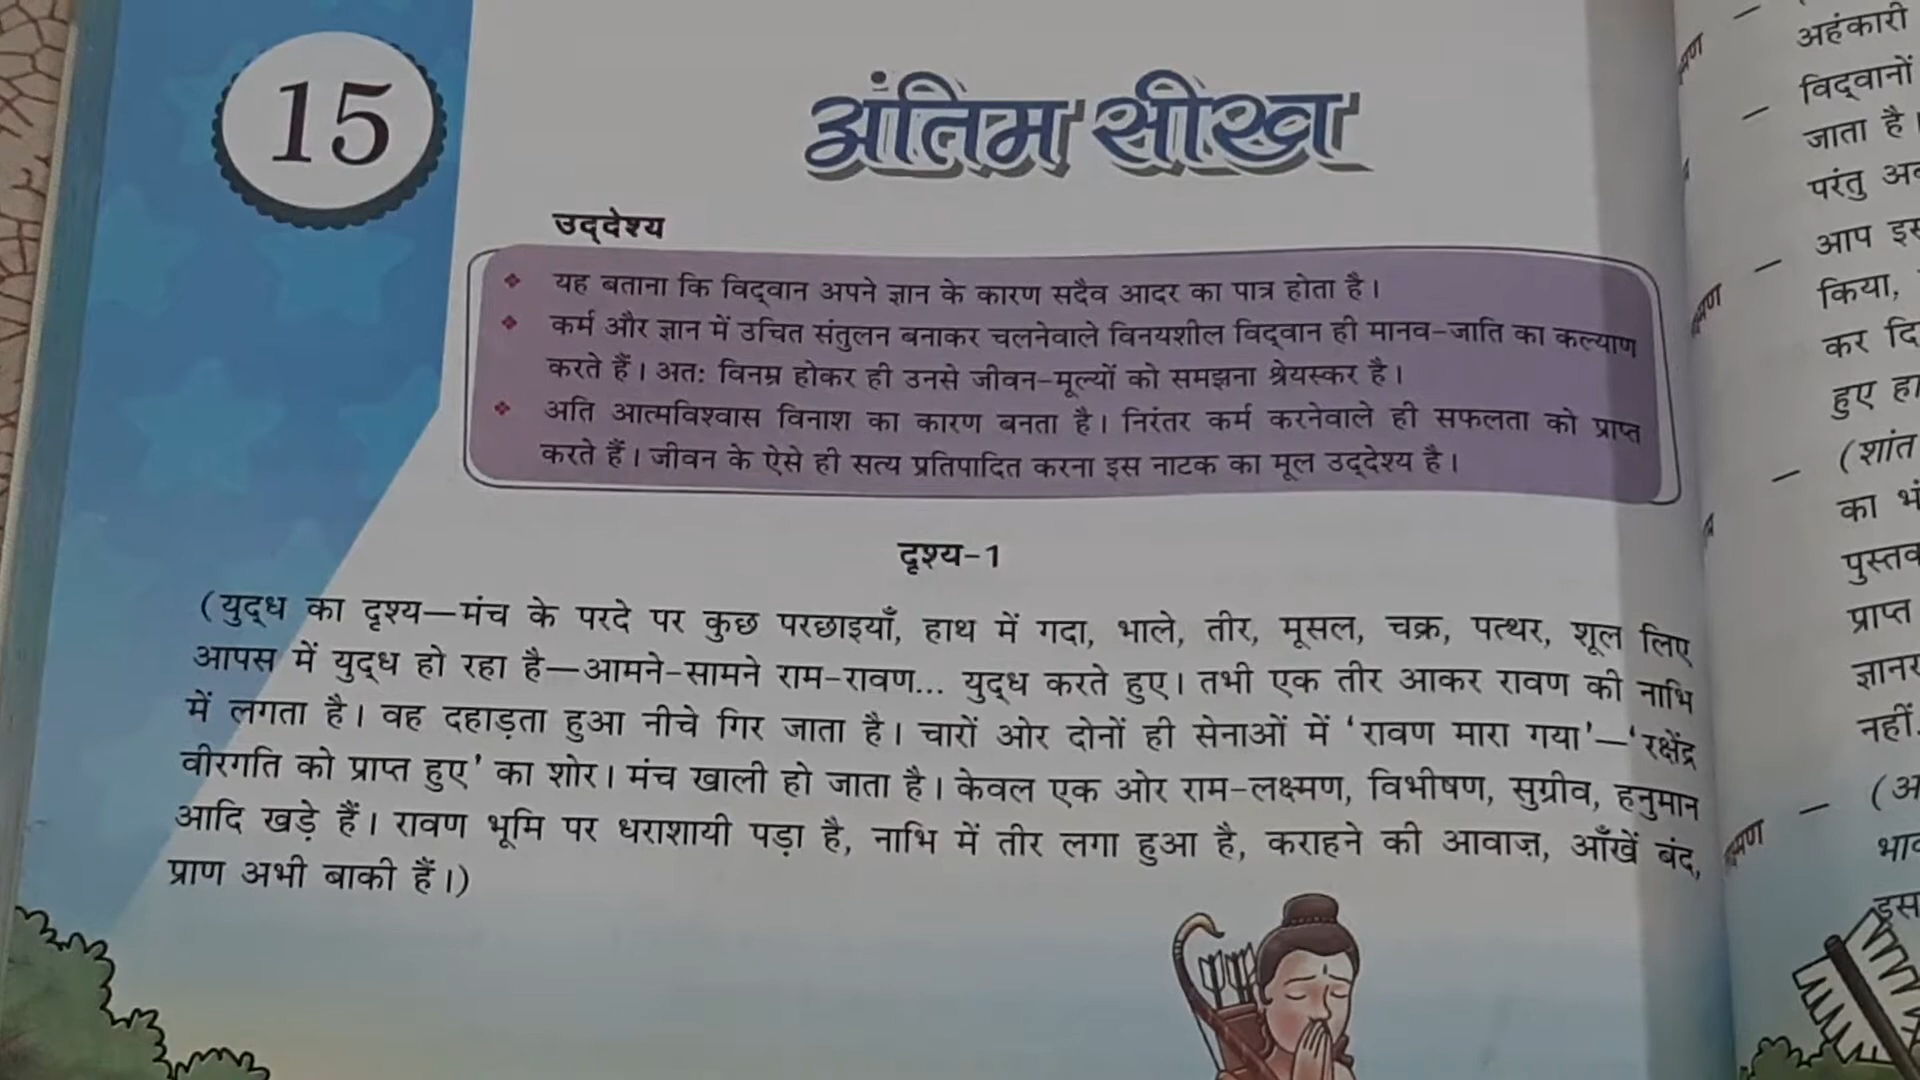 15
अंतिम सीख
उद्देश्य
❖ यह बताना कि विद्वान अपने ज्ञान के कारण सदैव आदर का पात्र होता है।
❖ कर्म और ज्ञान में उचित संतुलन बनाकर चलनेवाले विनयशील विद्वान ही मानव-जाति का कल्याण
करते हैं। अतः विनम्र होकर ही उनसे जीवन-मूल्यों को समझना श्रेयस्कर है।
❖ अति आत्मविश्वास विनाश का कारण बनता है। निरंतर कर्म करनेवाले ही सफलता को प्राप्त
करते हैं। जीवन के ऐसे ही सत्य प्रतिपादित करना इस नाटक का मूल उद्देश्य है।
दृश्य-1
(युद्ध का दृश्य—मंच के परदे पर कुछ परछाइयाँ, हाथ में गदा, भाले, तीर, मूसल, चक्र, पत्थर, शूल लिए
आपस में युद्ध हो रहा है—आमने-सामने राम-रावण... युद्ध करते हुए। तभी एक तीर आकर रावण की नाभि
में लगता है। वह दहाड़ता हुआ नीचे गिर जाता है। चारों ओर दोनों ही सेनाओं में ‘रावण मारा गया’—‘रक्षेंद्र
वीरगति को प्राप्त हुए’ का शोर। मंच खाली हो जाता है। केवल एक ओर राम-लक्ष्मण, विभीषण, सुग्रीव, हनुमान
आदि खड़े हैं। रावण भूमि पर धराशायी पड़ा है, नाभि में तीर लगा हुआ है, कराहने की आवाज़, आँखें बंद,
प्राण अभी बाकी हैं।)
अहंकारी
— विद्वानों
जाता है।
परंतु
आप
— किया,
कर
हुए
— (शांत
का
प्राप्त
नहीं.
—